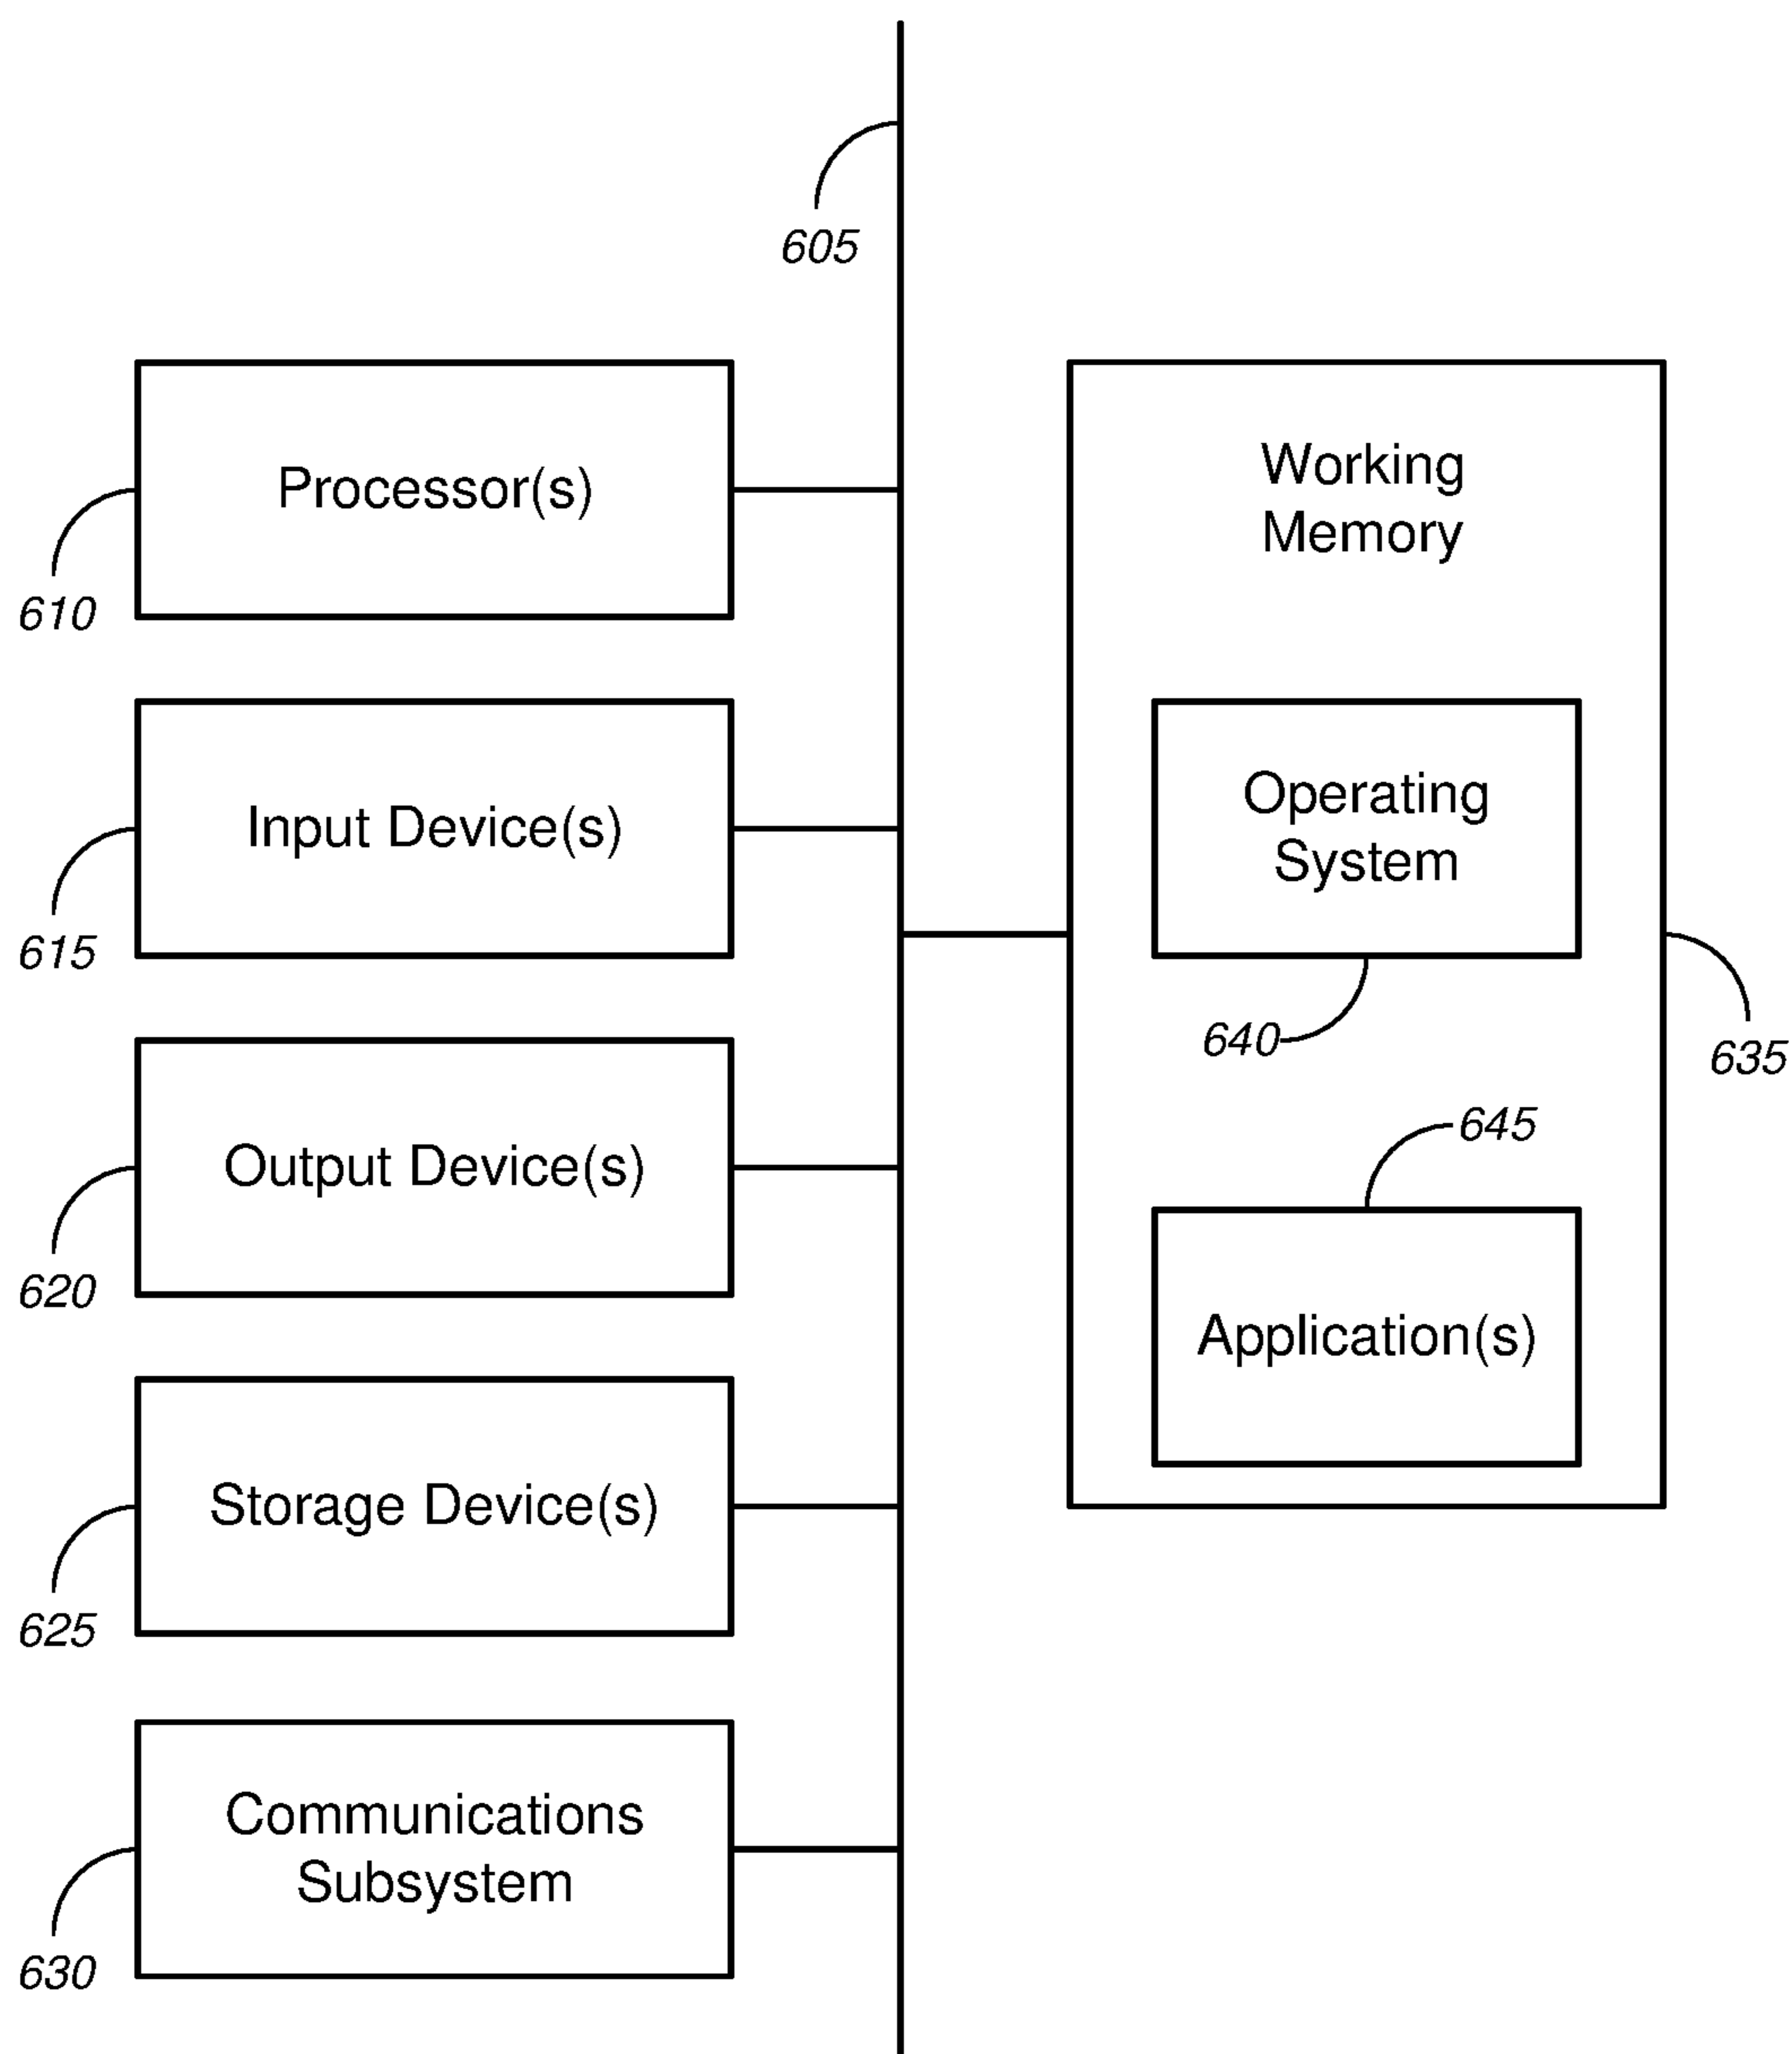 605
Processor(s)
610
Input Device(s)
615
Output Device(s)
620
Storage Device(s)
625
Communications
Subsystem
630
Working
Memory
Operating
System
640
635
645
Application(s)